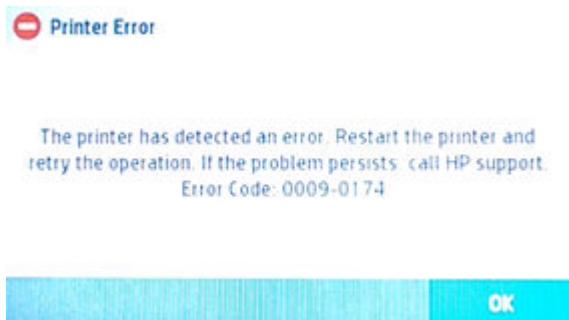 Printer Error
The printer has detected an error. Restart the printer and
retry the operation. If the problem persists call HP support.
Error Code: 0009-0174
OK